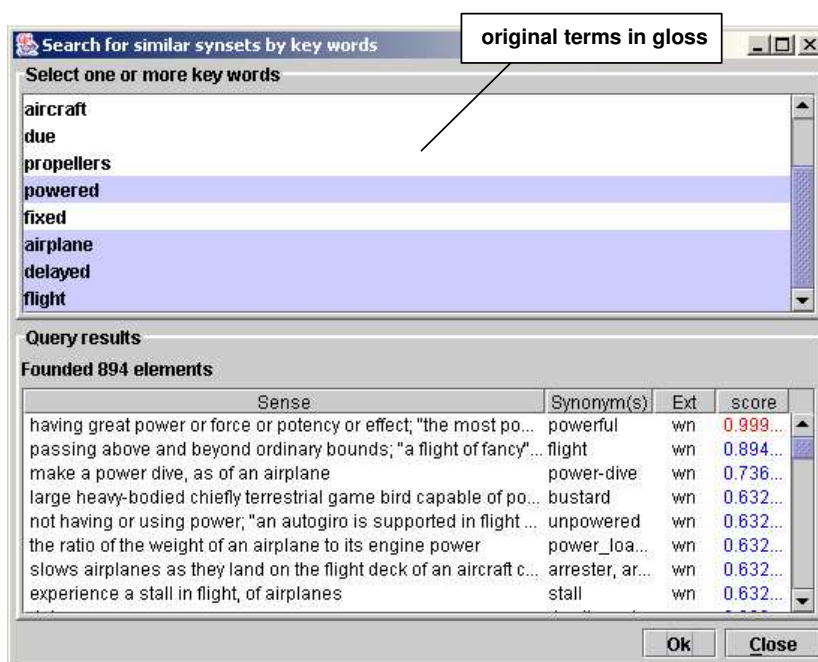 original terms in gloss
Search for similar synsets by key words
Select one or more key words
aircraft
due
propellers
powered
fixed
airplane
delayed
flight
Query results
Founded 894 elements
Sense Synonym(s) Ext score
having great power or force or potency or effect; "the most po... powerful wn 0.999...
passing above and beyond ordinary bounds; "a flight of fancy"... flight wn 0.894...
make a power dive, as of an airplane power-dive wn 0.736...
large heavy-bodied chiefly terrestrial game bird capable of po... bustard wn 0.632...
not having or using power; "an autogiro is supported in flight ... unpowered wn 0.632...
the ratio of the weight of an airplane to its engine power power_loa... wn 0.632...
slows airplanes as they land on the flight deck of an aircraft c... arrester, ar... wn 0.632...
experience a stall in flight, of airplanes stall wn 0.632...
Ok Close